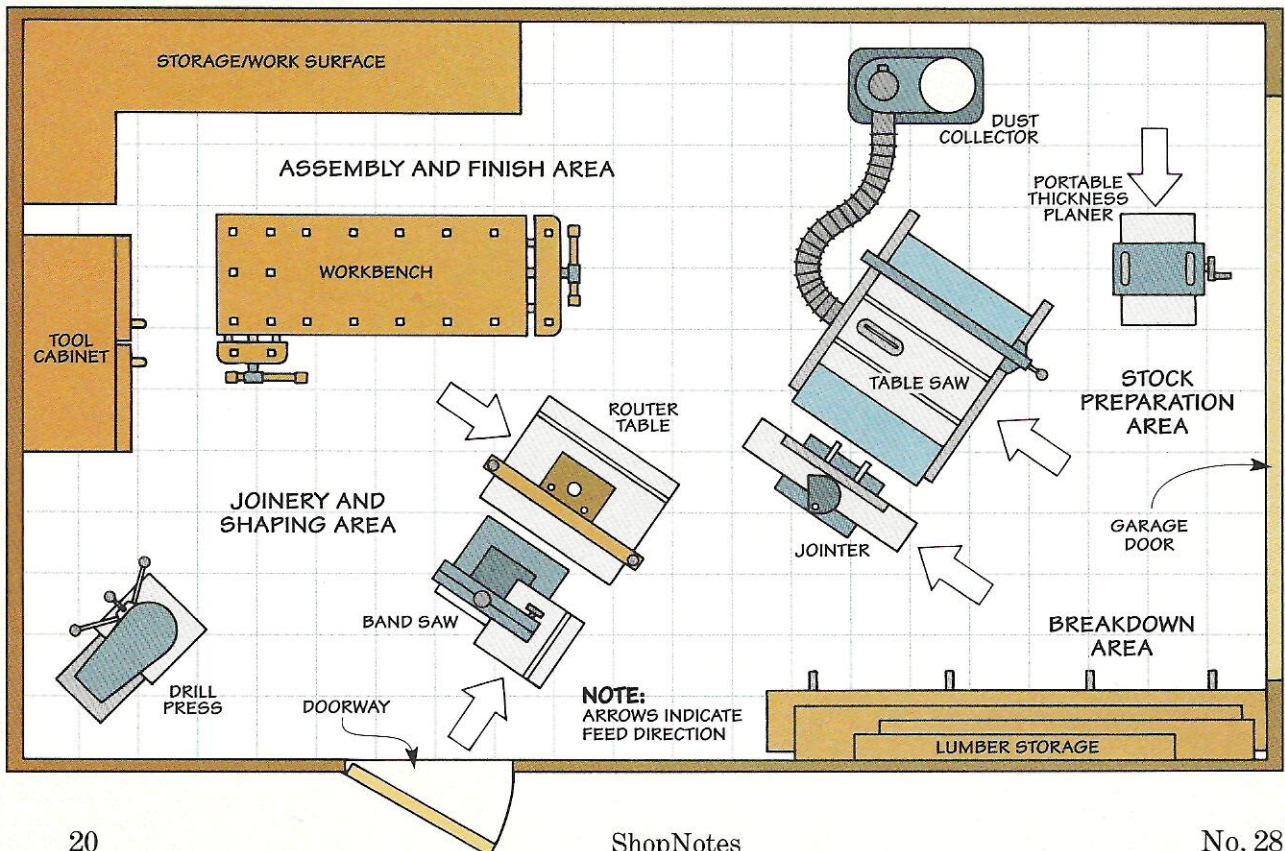 STORAGE/WORK SURFACE
DUST
COLLECTOR
ASSEMBLY AND FINISH AREA
PORTABLE
THICKNESS
PLANER
WORKBENCH
TOOL
CABINET
TABLE SAW
STOCK
PREPARATION
AREA
ROUTER
TABLE
JOINERY AND
SHAPING AREA
GARAGE
DOOR
JOINTER
BAND SAW
BREAKDOWN
AREA
DRILL
PRESS
DOORWAY
NOTE:
ARROWS INDICATE
FEED DIRECTION
LUMBER STORAGE
20
ShopNotes
No. 28